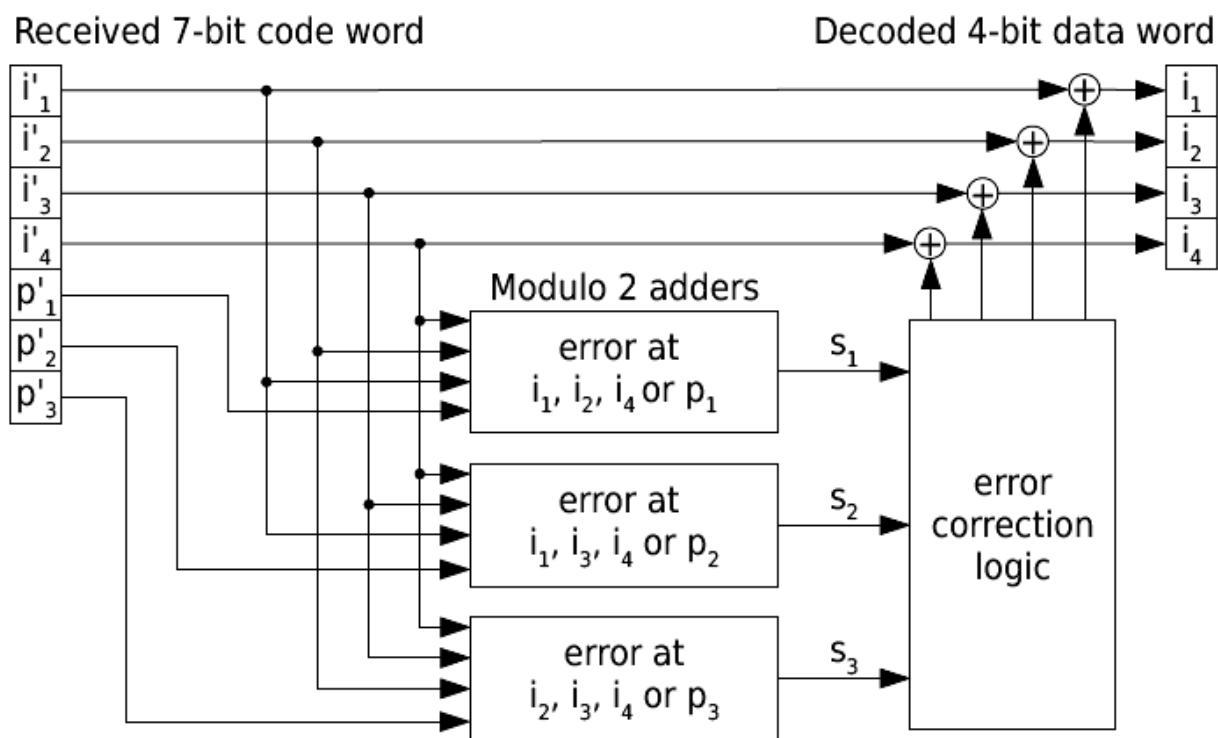 Received 7-bit code word
Decoded 4-bit data word
i'1
i'2
i'3
i'4
p'1
p'2
p'3
i1
i2
i3
i4
Modulo 2 adders
error at
i1, i2, i4 or p1
s1
error at
i1, i3, i4 or p2
s2
error at
i2, i3, i4 or p3
s3
error
correction
logic